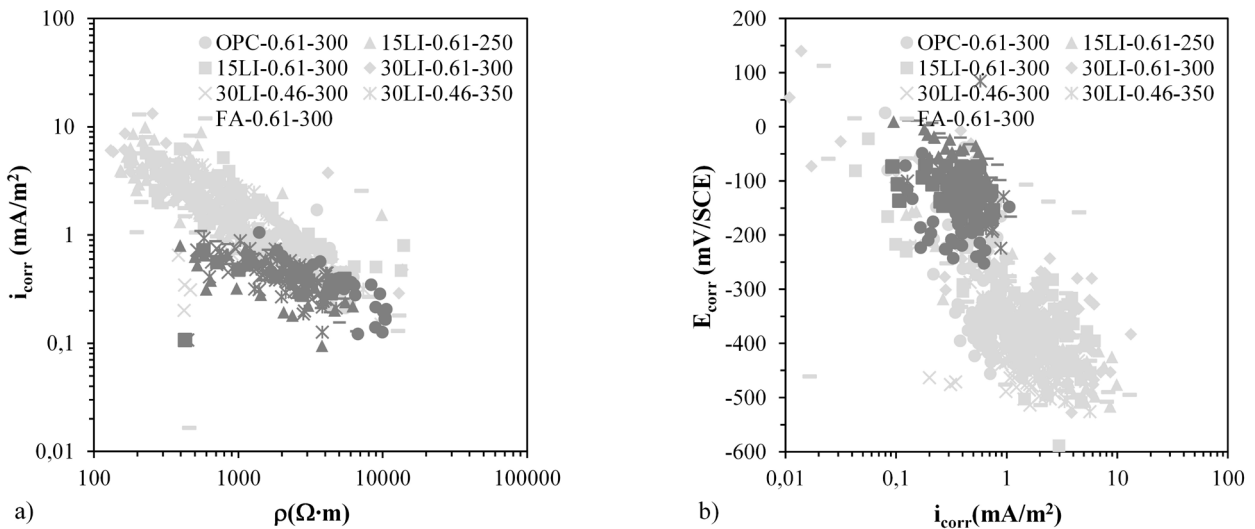 100
10
1
0,1
0,01
i_corr (mA/m²)
OPC-0.61-300
15LI-0.61-250
15LI-0.61-300
30LI-0.61-300
30LI-0.46-300
30LI-0.46-350
FA-0.61-300
100
1000
10000
100000
ρ(Ω·m)
a)
200
100
0
-100
-200
-300
-400
-500
-600
E_corr (mV/SCE)
OPC-0.61-300
15LI-0.61-250
15LI-0.61-300
30LI-0.61-300
30LI-0.46-300
30LI-0.46-350
FA-0.61-300
0,01
0,1
1
10
100
i_corr(mA/m²)
b)